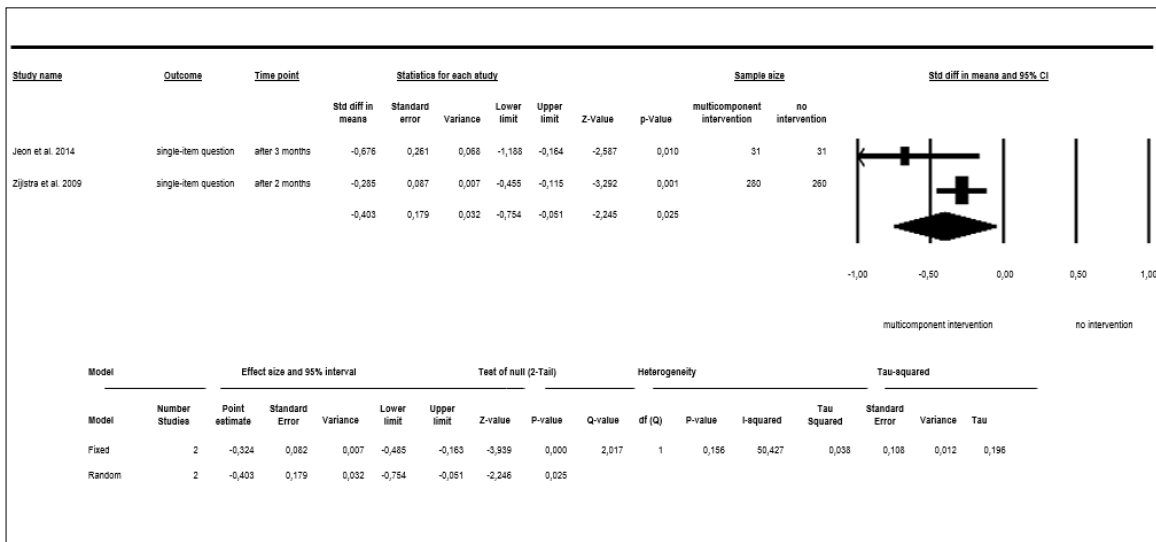 Study name Outcome Time point Statistics for each study Sample size Std diff in means and 95% CI
Std diff in means Standard error Variance Lower limit Upper limit Z-Value p-Value multicomponent intervention no intervention
Jeon et al. 2014 single-item question after 3 months -0,676 0,261 0,068 -1,188 -0,164 -2,587 0,010 31 31
Zijlstra et al. 2009 single-item question after 2 months -0,285 0,087 0,007 -0,455 -0,115 -3,292 0,001 280 260
-0,403 0,179 0,032 -0,754 -0,051 -2,245 0,025
-1,00 -0,50 0,00 0,50 1,00
multicomponent intervention no intervention
Model Effect size and 95% interval Test of null (2-Tail) Heterogeneity Tau-squared
Model Number Studies Point estimate Standard Error Variance Lower limit Upper limit Z-value P-value Q-value df (Q) P-value I-squared Tau Squared Standard Error Variance Tau
Fixed 2 -0,324 0,082 0,007 -0,485 -0,163 -3,939 0,000 2,017 1 0,156 50,427 0,038 0,108 0,012 0,196
Random 2 -0,403 0,179 0,032 -0,754 -0,051 -2,246 0,025